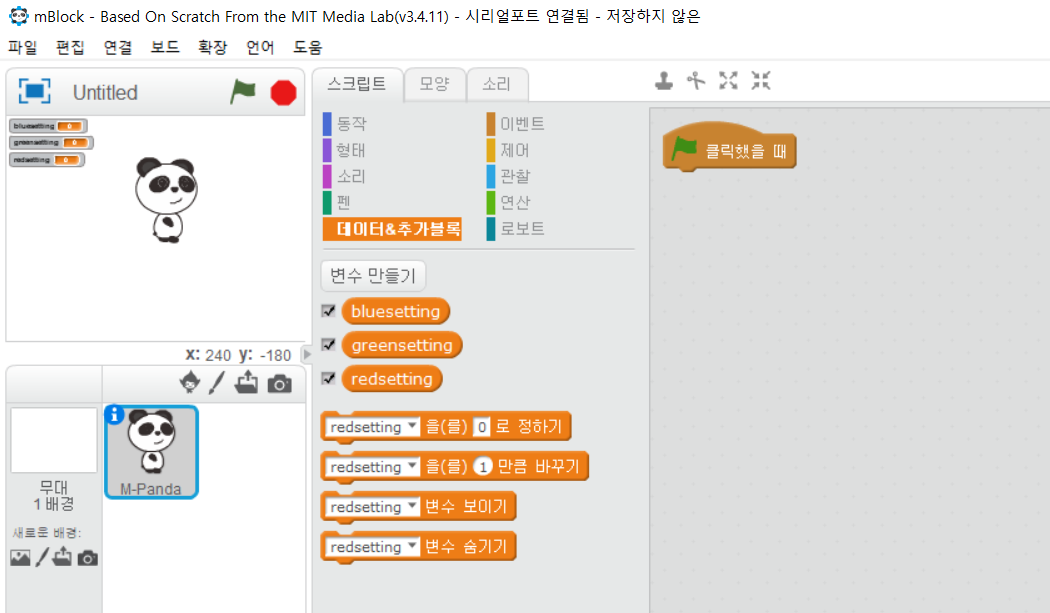 mBlock - Based On Scratch From the MIT Media Lab(v3.4.11) - 시리얼포트 연결됨 - 저장하지 않은
파일 편집 연결 보드 확장 언어 도움
Untitled
bluesetting 0
greensetting 0
redsetting 0
x: 240 y: -180
M-Panda
무대
1 배경
새로운 배경:
스크립트 모양 소리
동작 이벤트
형태 제어
소리 관찰
펜 연산
데이터&추가블록 로보트
변수 만들기
bluesetting
greensetting
redsetting
redsetting 을(를) 0 로 정하기
redsetting 을(를) 1 만큼 바꾸기
redsetting 변수 보이기
redsetting 변수 숨기기
클릭했을 때